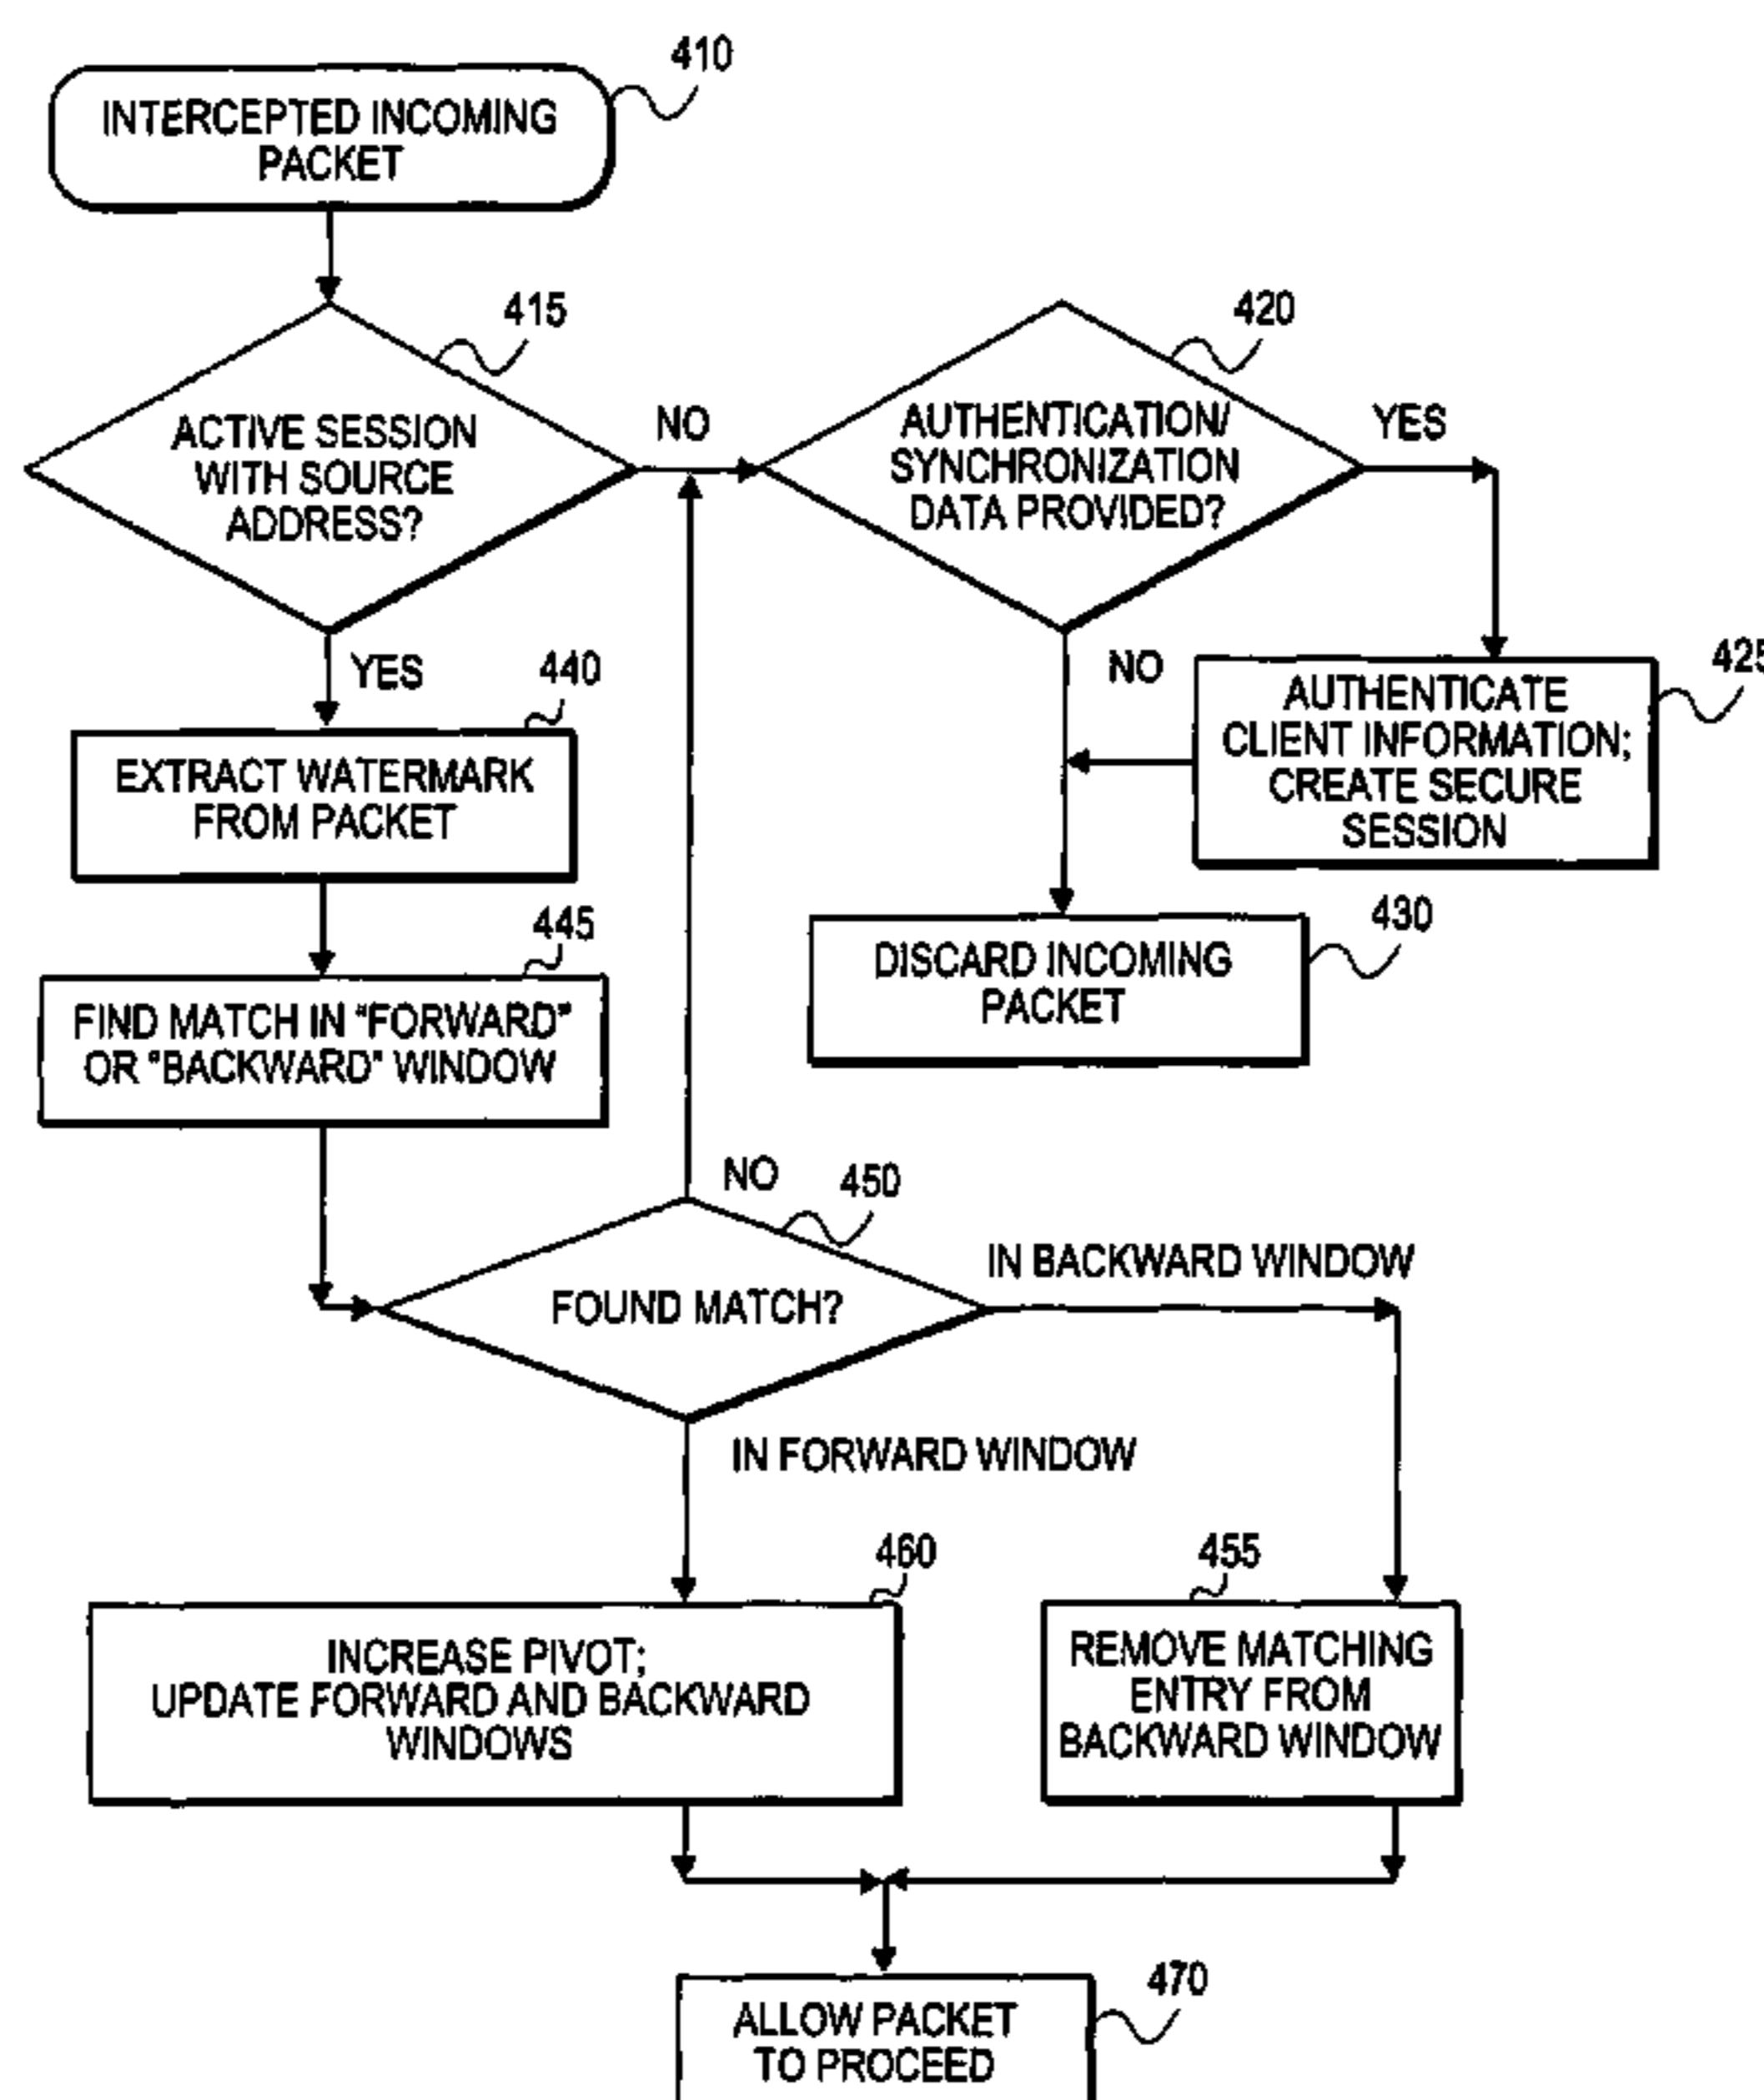 410
INTERCEPTED INCOMING
PACKET
415
ACTIVE SESSION
WITH SOURCE
ADDRESS?
NO
420
AUTHENTICATION/
SYNCHRONIZATION
DATA PROVIDED?
YES
YES
NO
440
EXTRACT WATERMARK
FROM PACKET
425
AUTHENTICATE
CLIENT INFORMATION;
CREATE SECURE
SESSION
445
FIND MATCH IN "FORWARD"
OR "BACKWARD" WINDOW
430
DISCARD INCOMING
PACKET
NO
450
FOUND MATCH?
IN BACKWARD WINDOW
IN FORWARD WINDOW
460
INCREASE PIVOT;
UPDATE FORWARD AND BACKWARD
WINDOWS
455
REMOVE MATCHING
ENTRY FROM
BACKWARD WINDOW
470
ALLOW PACKET
TO PROCEED